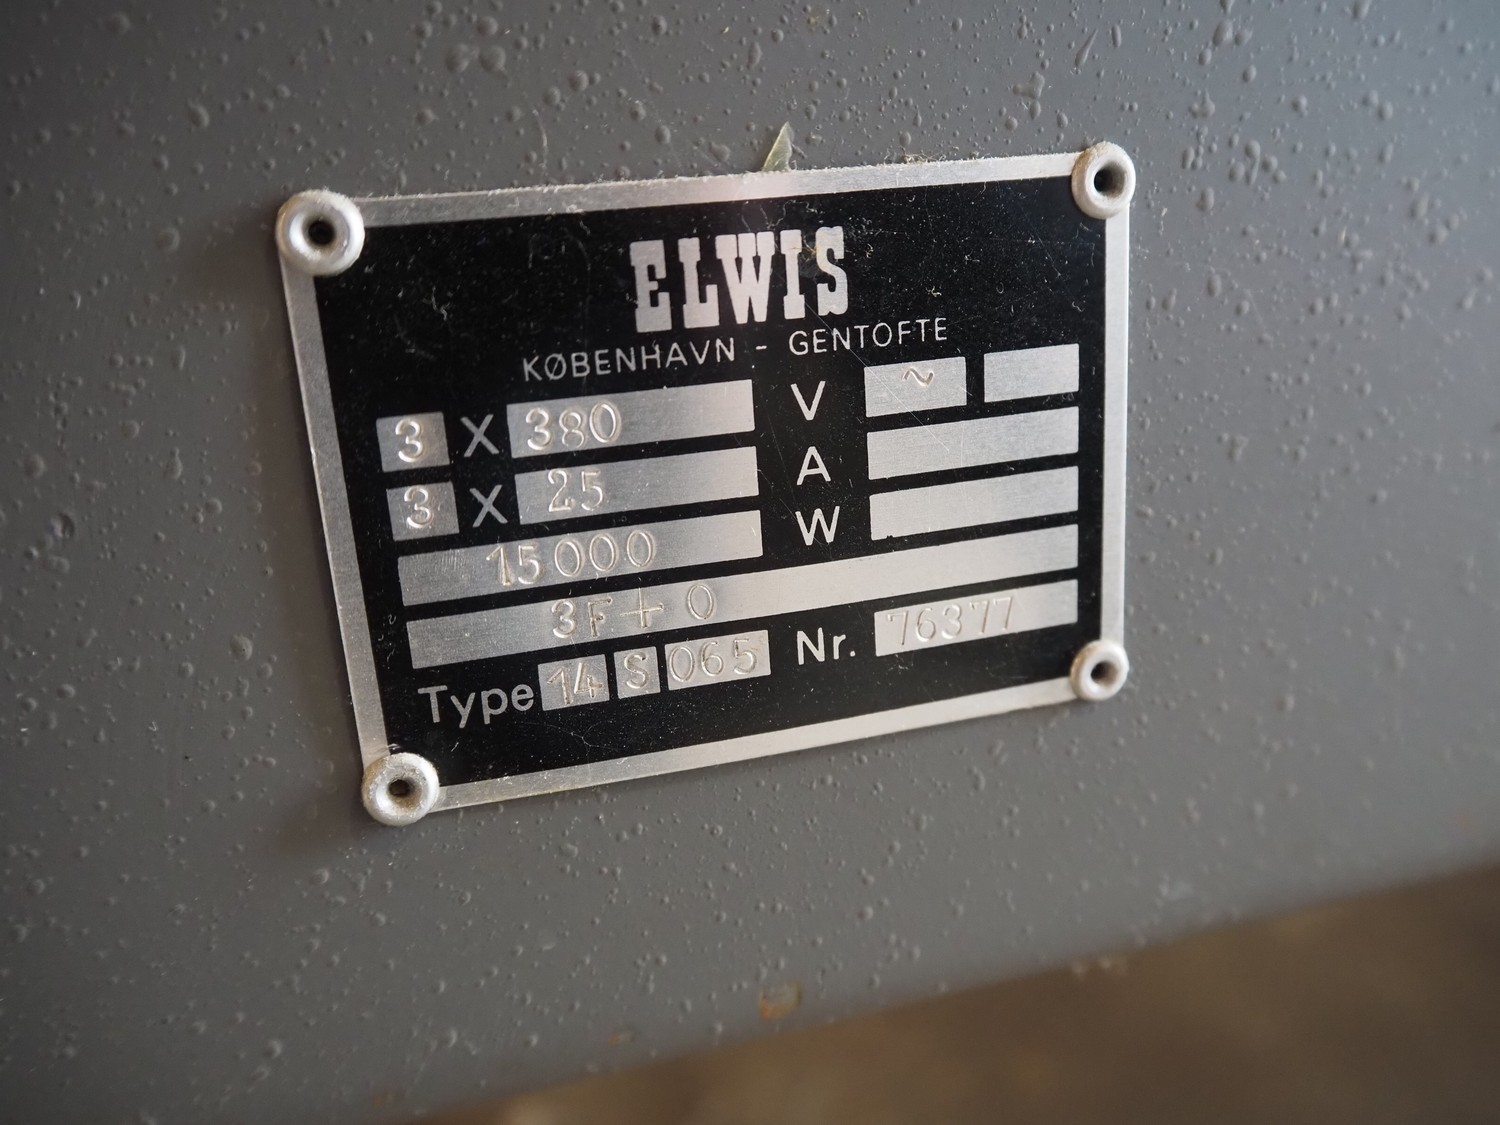 ELWIS
KØBENHAVN - GENTOFTE
3 X 380 V ~
3 X 25 A
15000 W
3F + 0
Type 14 S 065 Nr. 76377